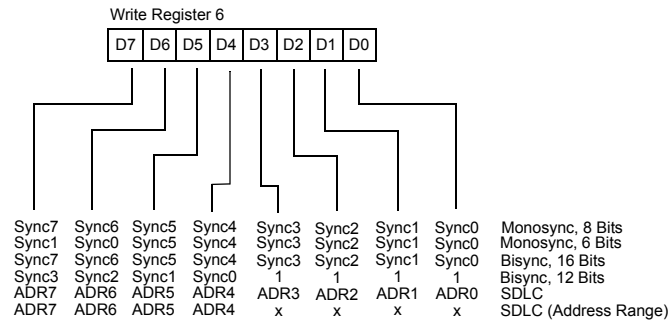 Write Register 6
D7 D6 D5 D4 D3 D2 D1 D0
Sync7 Sync6 Sync5 Sync4 Sync3 Sync2 Sync1 Sync0 Monosync, 8 Bits
Sync1 Sync0 Sync5 Sync4 Sync3 Sync2 Sync1 Sync0 Monosync, 6 Bits
Sync7 Sync6 Sync5 Sync4 Sync3 Sync2 Sync1 Sync0 Bisync, 16 Bits
Sync3 Sync2 Sync1 Sync0 1 1 1 1 Bisync, 12 Bits
ADR7 ADR6 ADR5 ADR4 ADR3 ADR2 ADR1 ADR0 SDLC
ADR7 ADR6 ADR5 ADR4 x x x x SDLC (Address Range)